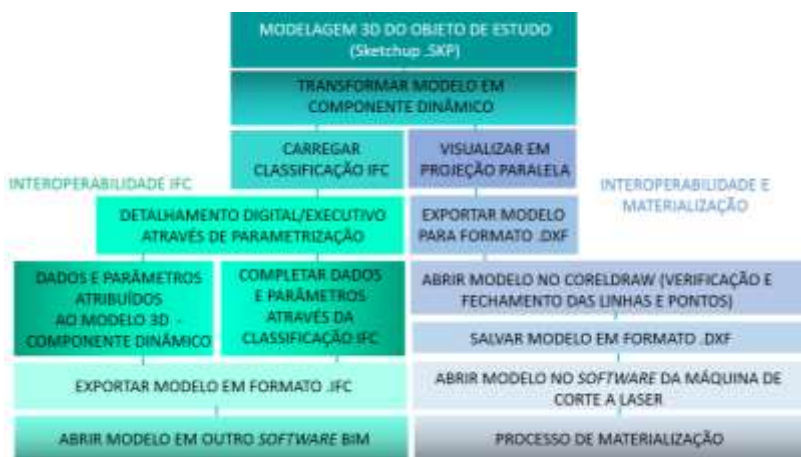 MODELAGEM 3D DO OBJETO DE ESTUDO
(Sketchup .SKP)
TRANSFORMAR MODELO EM
COMPONENTE DINÂMICO
CARREGAR
CLASSIFICAÇÃO IFC
VISUALIZAR EM
PROJEÇÃO PARALELA
INTEROPERABILIDADE IFC
INTEROPERABILIDADE E
MATERIALIZAÇÃO
DETALHAMENTO DIGITAL/EXECUTIVO
ATRAVÉS DE PARAMETRIZAÇÃO
EXPORTAR MODELO
PARA FORMATO .DXF
DADOS E PARÂMETROS
ATRIBUÍDOS
AO MODELO 3D -
COMPONENTE DINÂMICO
COMPLETAR DADOS
E PARÂMETROS
ATRAVÉS DA
CLASSIFICAÇÃO IFC
ABRIR MODELO NO CORELDRAW (VERIFICAÇÃO E
FECHAMENTO DAS LINHAS E PONTOS)
SALVAR MODELO EM FORMATO .DXF
EXPORTAR MODELO EM FORMATO .IFC
ABRIR MODELO NO SOFTWARE DA MÁQUINA DE
CORTE A LASER
ABRIR MODELO EM OUTRO SOFTWARE BIM
PROCESSO DE MATERIALIZAÇÃO